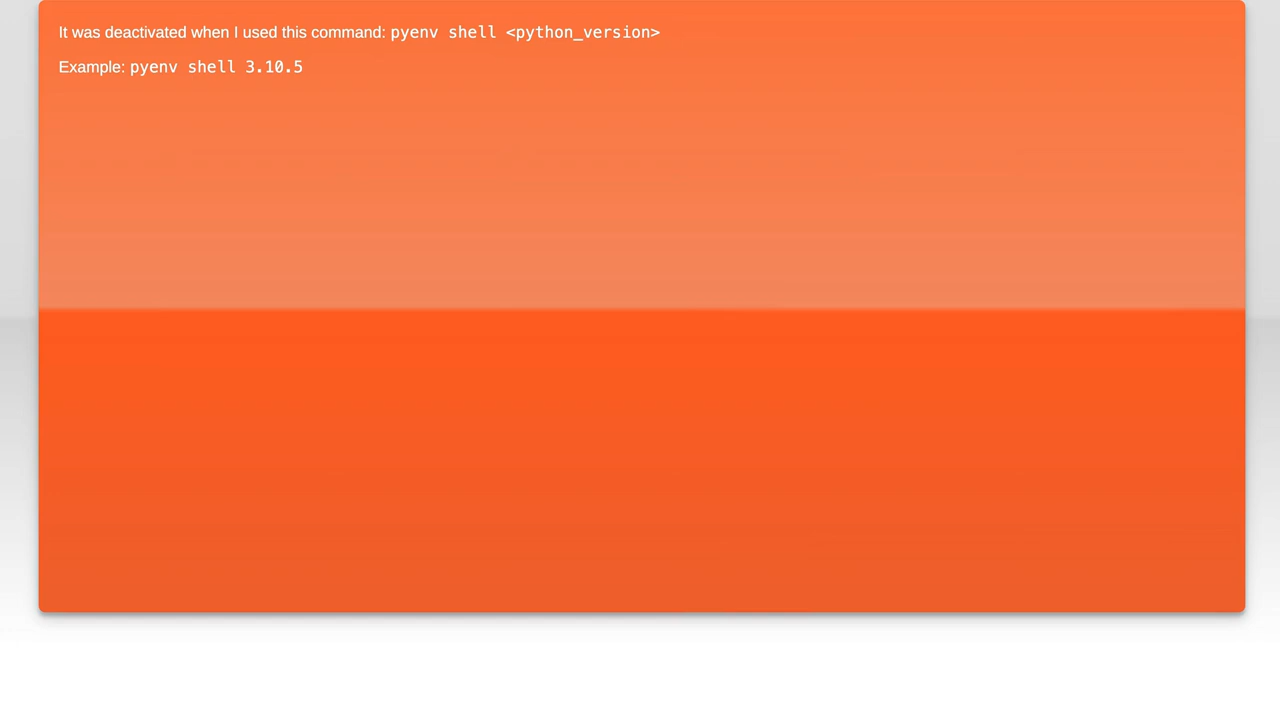 It was deactivated when I used this command: pyenv shell <python_version>
Example: pyenv shell 3.10.5